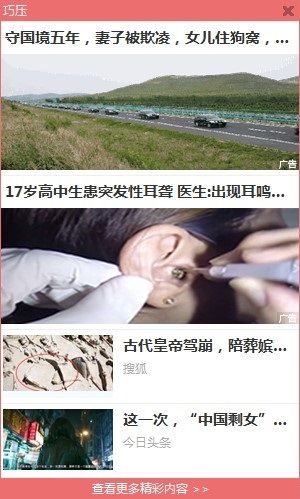 巧压
守国境五年，妻子被欺凌，女儿住狗窝，...
广告
17岁高中生患突发性耳聋 医生:出现耳鸣...
广告
古代皇帝驾崩，陪葬嫔...
搜狐
这一次，“中国剩女”...
今日头条
查看更多精彩内容 > >